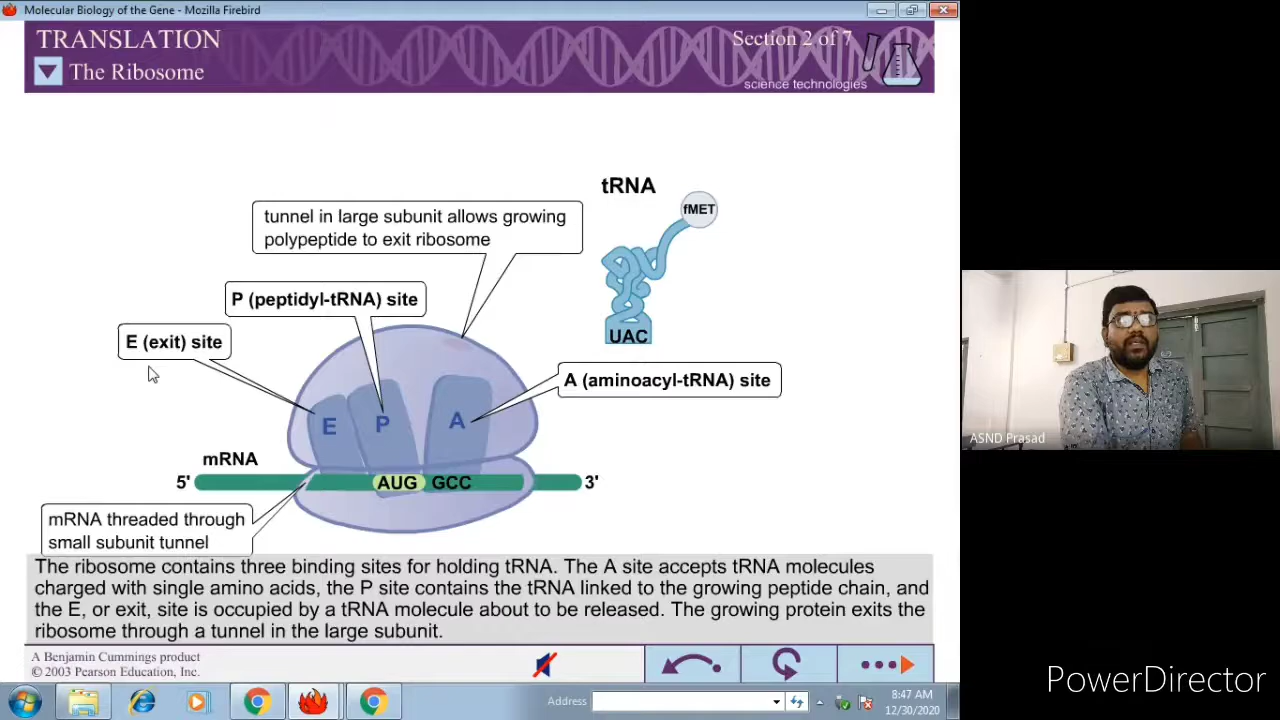 Molecular Biology of the Gene - Mozilla Firebird
TRANSLATION
Section 2 of 7
The Ribosome
science technologies
tRNA
fMET
UAC
tunnel in large subunit allows growing
polypeptide to exit ribosome
P (peptidyl-tRNA) site
E (exit) site
A (aminoacyl-tRNA) site
E
P
A
mRNA
5'
AUG
GCC
3'
mRNA threaded through
small subunit tunnel
The ribosome contains three binding sites for holding tRNA. The A site accepts tRNA molecules
charged with single amino acids, the P site contains the tRNA linked to the growing peptide chain, and
the E, or exit, site is occupied by a tRNA molecule about to be released. The growing protein exits the
ribosome through a tunnel in the large subunit.
A Benjamin Cummings product
© 2003 Pearson Education, Inc.
Address
8:47 AM
12/30/2020
ASND Prasad
PowerDirector